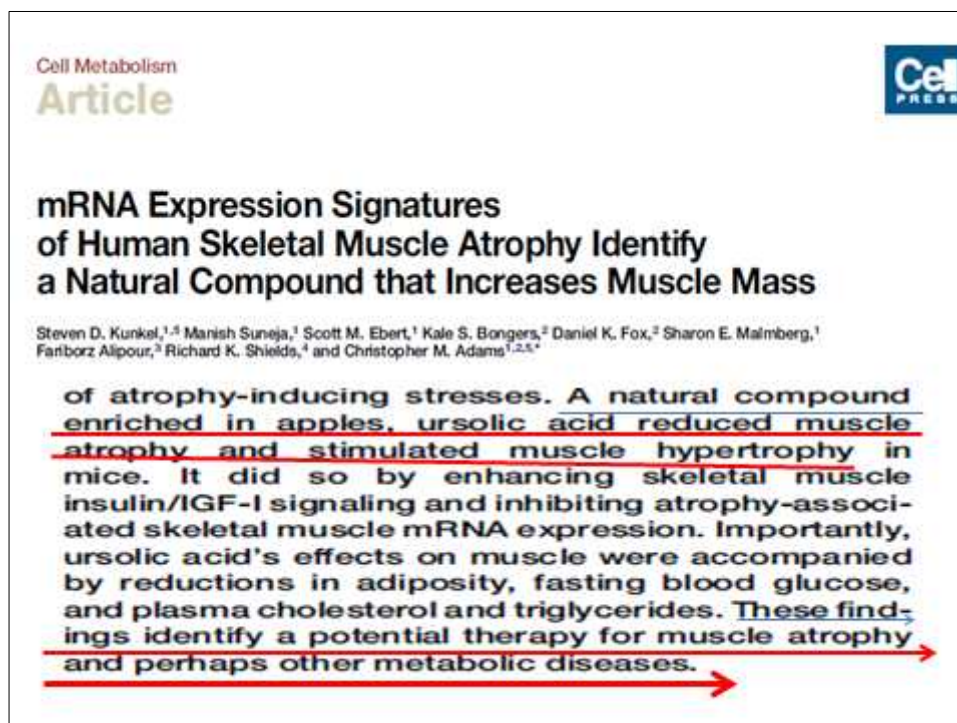 Cell Metabolism
Article
Cell
PRESS
mRNA Expression Signatures
of Human Skeletal Muscle Atrophy Identify
a Natural Compound that Increases Muscle Mass
Steven D. Kunkel,1,5 Manish Suneja,1 Scott M. Ebert,1 Kale S. Bongers,2 Daniel K. Fox,2 Sharon E. Malmberg,1
Fariborz Alipour,3 Richard K. Shields,4 and Christopher M. Adams1,2,5,*
of atrophy-inducing stresses. A natural compound
enriched in apples, ursolic acid reduced muscle
atrophy and stimulated muscle hypertrophy in
mice. It did so by enhancing skeletal muscle
insulin/IGF-I signaling and inhibiting atrophy-associ-
ated skeletal muscle mRNA expression. Importantly,
ursolic acid's effects on muscle were accompanied
by reductions in adiposity, fasting blood glucose,
and plasma cholesterol and triglycerides. These find-
ings identify a potential therapy for muscle atrophy
and perhaps other metabolic diseases.